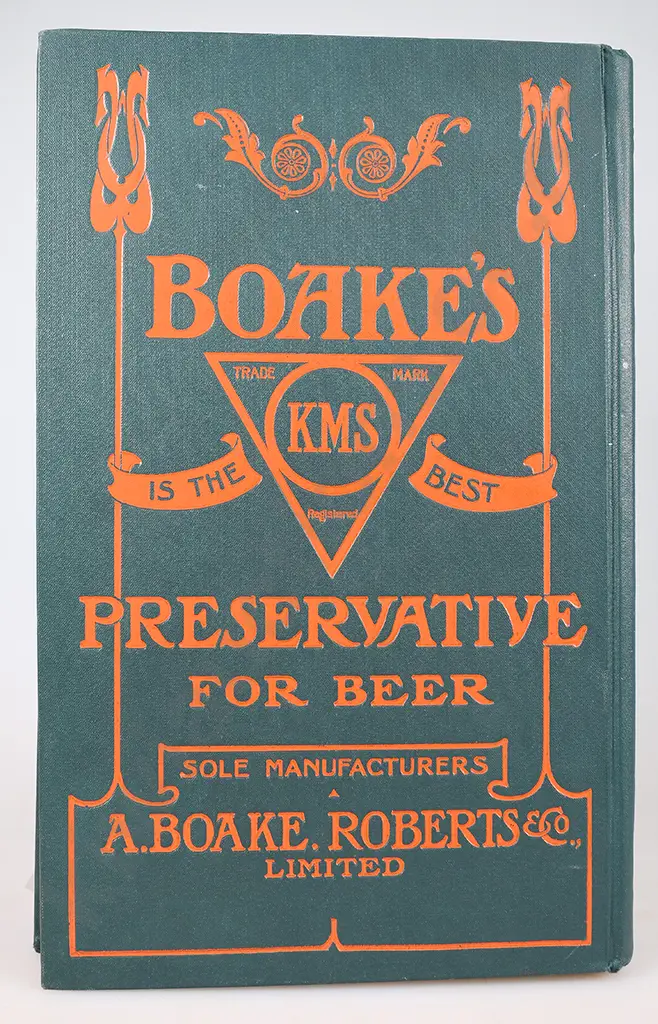 BOAKE'S
TRADE MARK
KMS
IS THE BEST
Registered
PRESERVATIVE
FOR BEER
SOLE MANUFACTURERS
A. BOAKE. ROBERTS & Co.,
LIMITED